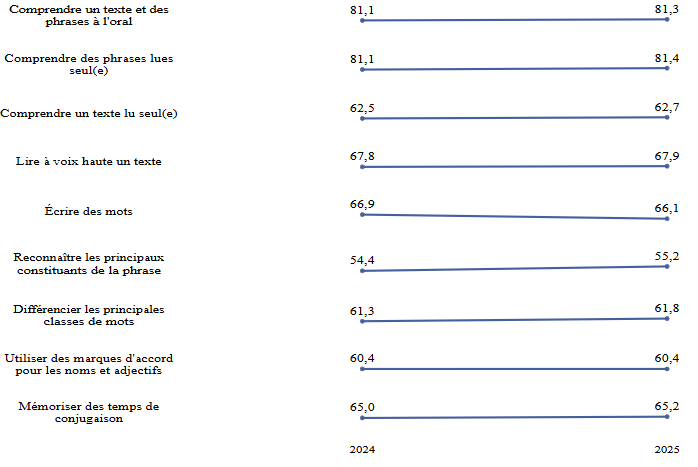 Comprendre un texte et des
phrases à l'oral
81,1
81,3
Comprendre des phrases lues
seul(e)
81,1
81,4
Comprendre un texte lu seul(e)
62,5
62,7
Lire à voix haute un texte
67,8
67,9
Écrire des mots
66,9
66,1
Reconnaître les principaux
constituants de la phrase
54,4
55,2
Différencier les principales
classes de mots
61,3
61,8
Utiliser des marques d'accord
pour les noms et adjectifs
60,4
60,4
Mémoriser des temps de
conjugaison
65,0
65,2
2024
2025